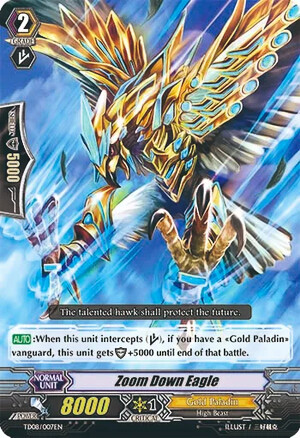 2
GRADE
5000
SHIELD
The talented hawk shall protect the future.
AUTO :When this unit intercepts ( ), if you have a «Gold Paladin»
vanguard, this unit gets +5000 until end of that battle.
NORMAL
UNIT
Zoom Down Eagle
POWER
8000
1
CRITICAL
Gold Paladin
High Beast
TD08/007EN
ILLUST /